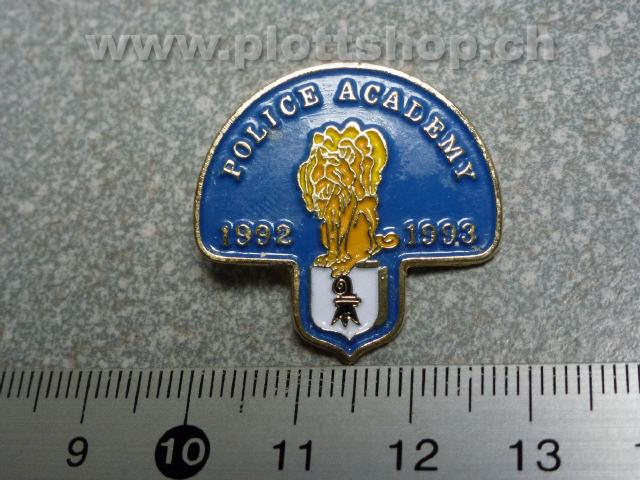 www.plottshop.ch
POLICE ACADEMY
1992 1993
9 10 11 12 13